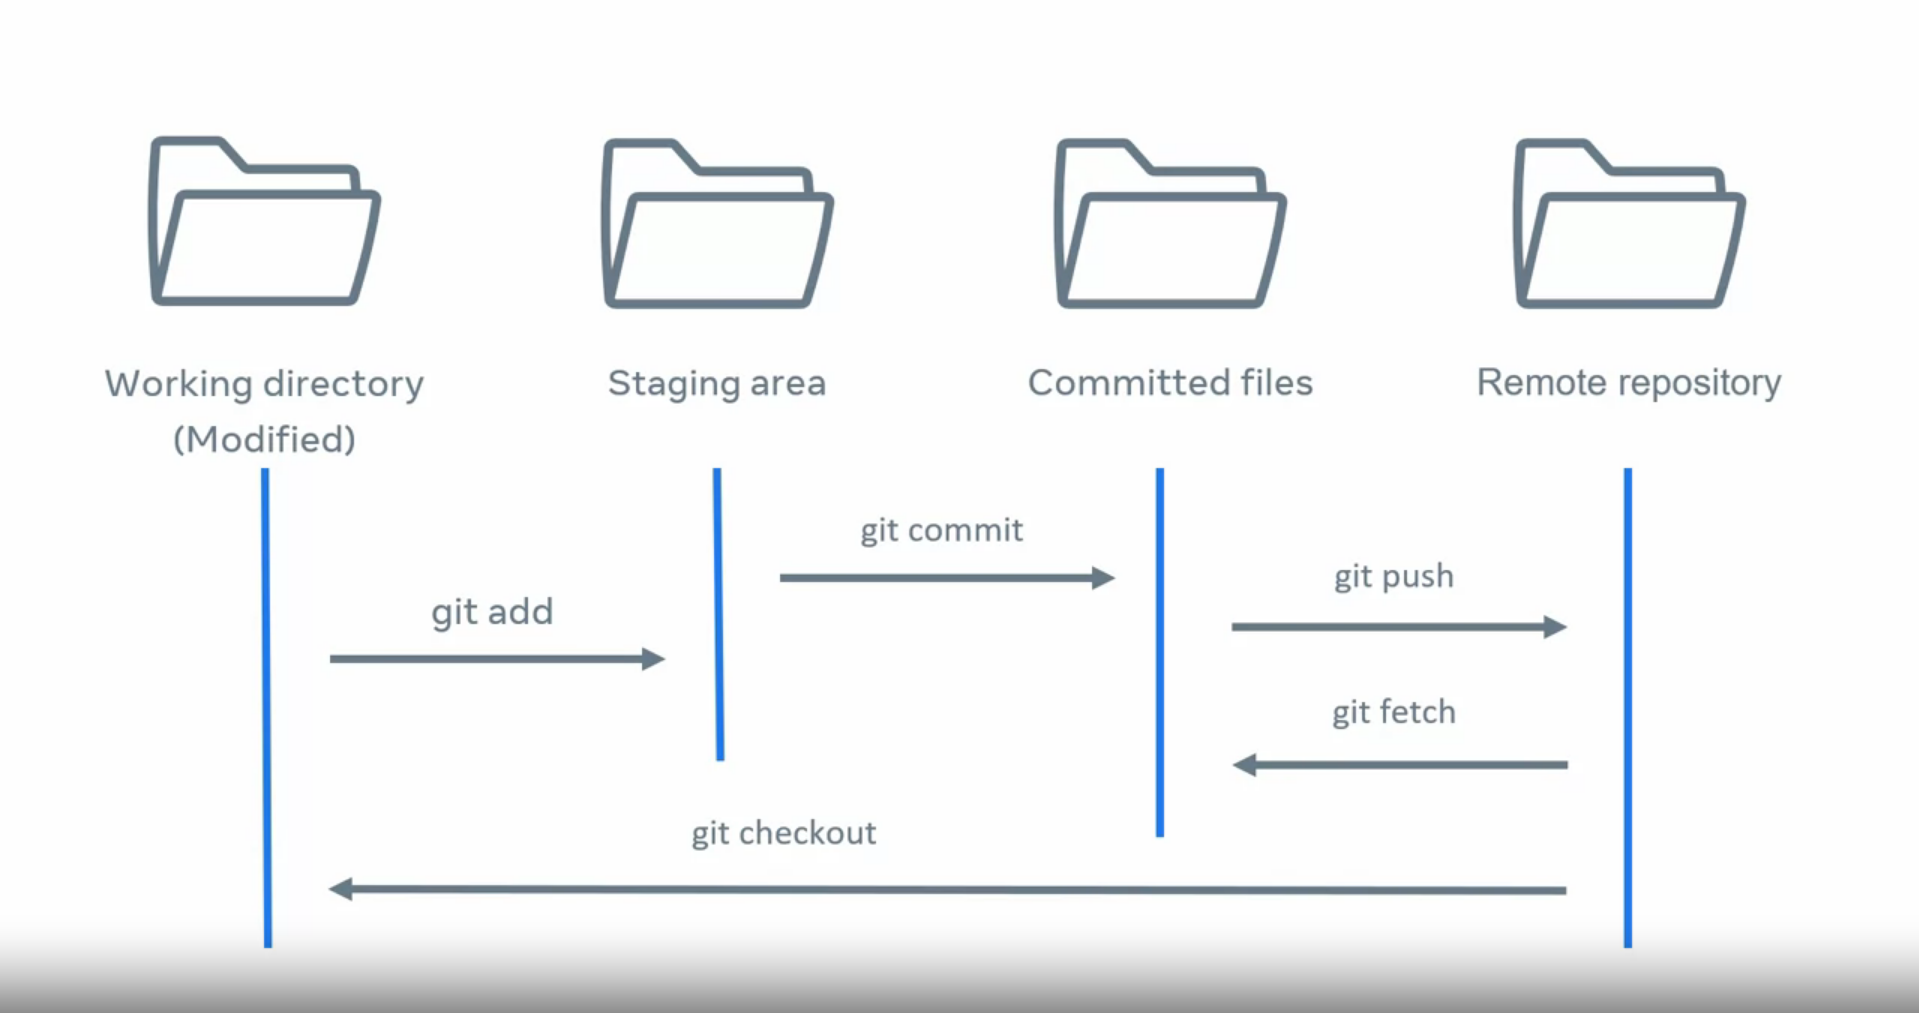 Working directory
(Modified)
Staging area
Committed files
Remote repository
git commit
git push
git add
git fetch
git checkout